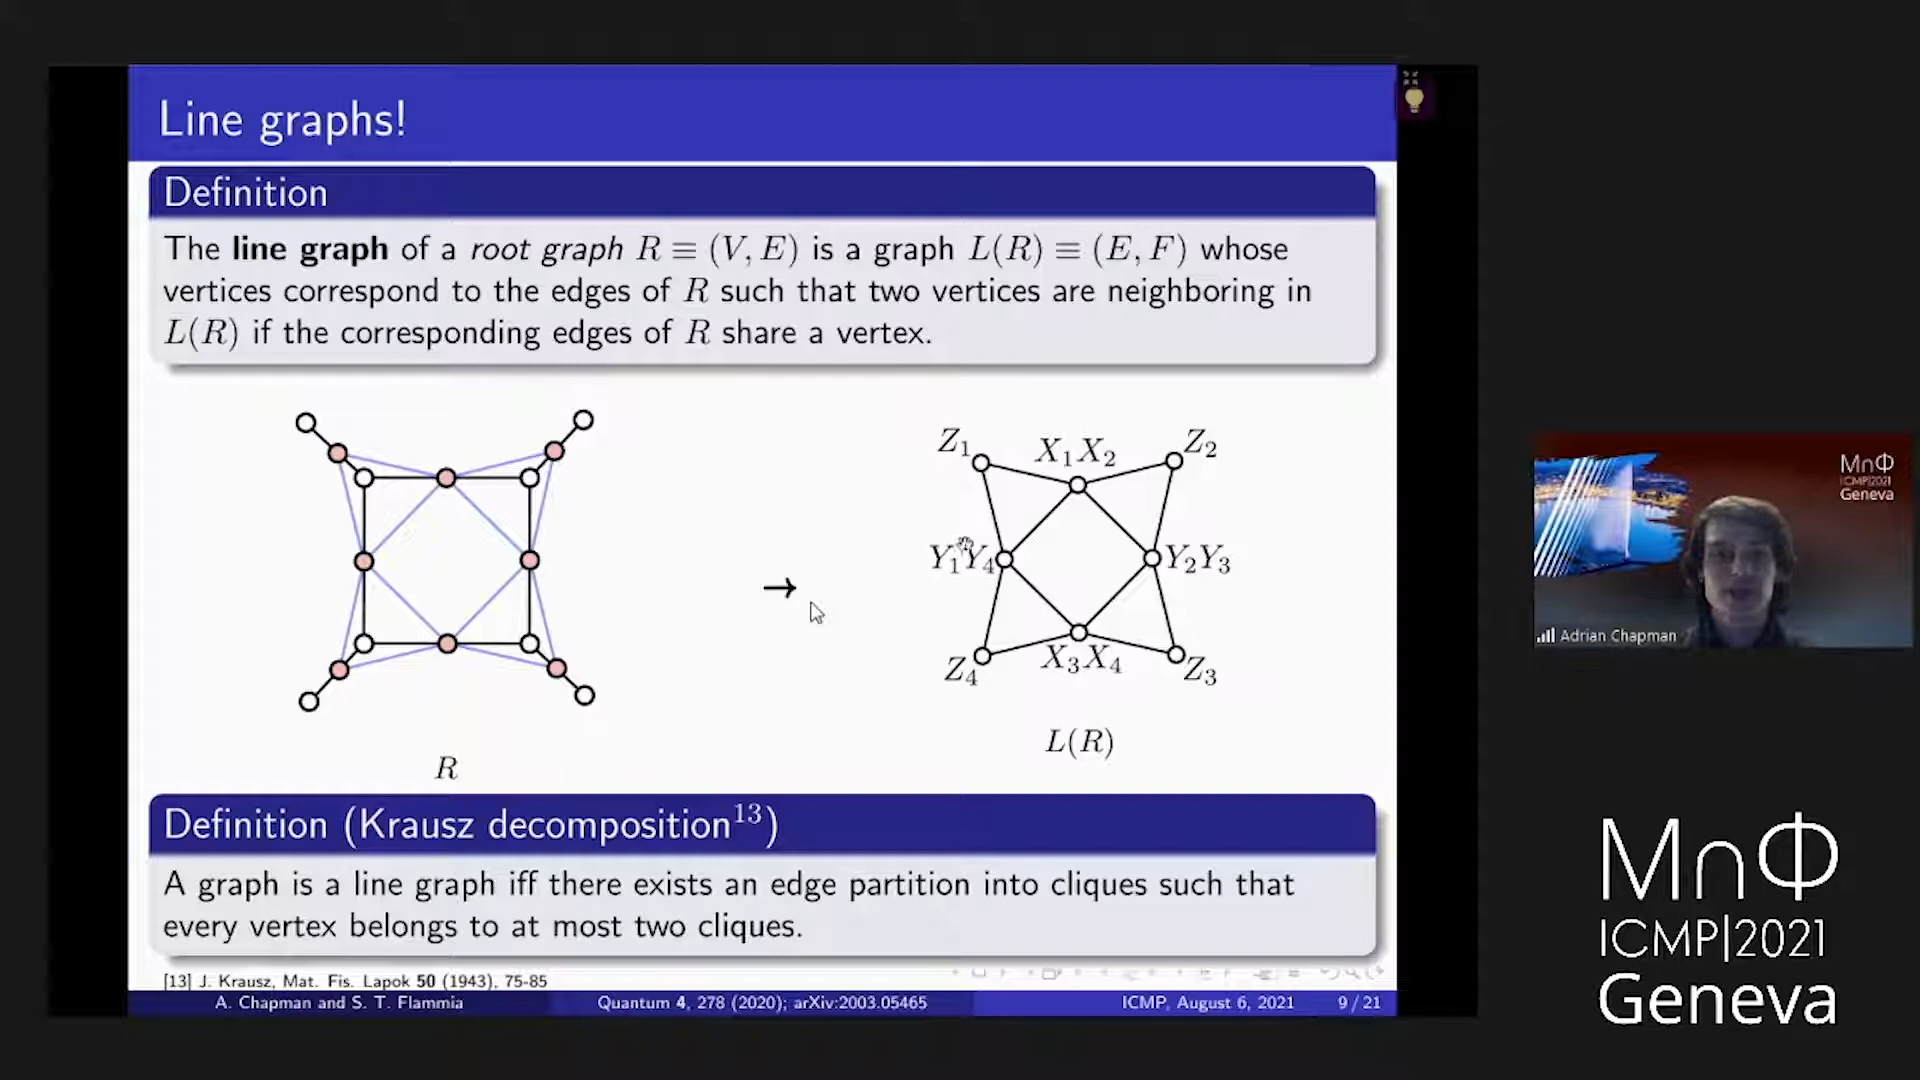 Line graphs!
Definition
The line graph of a root graph R ≡ (V, E) is a graph L(R) ≡ (E, F) whose
vertices correspond to the edges of R such that two vertices are neighboring in
L(R) if the corresponding edges of R share a vertex.
Z₁ X₁X₂ Z₂
Y₁Y₄ Y₂Y₃
→
Z₄ X₃X₄ Z₃
L(R)
R
Definition (Krausz decomposition¹³)
A graph is a line graph iff there exists an edge partition into cliques such that
every vertex belongs to at most two cliques.
[13] J. Krausz, Mat. Fis. Lapok 50 (1943), 75-85
A. Chapman and S. T. Flammia Quantum 4, 278 (2020); arXiv:2003.05465 ICMP, August 6, 2021 9 / 21
MnΦ
ICMP|2021
Geneva
Adrian Chapman
M∩Φ
ICMP|2021
Geneva